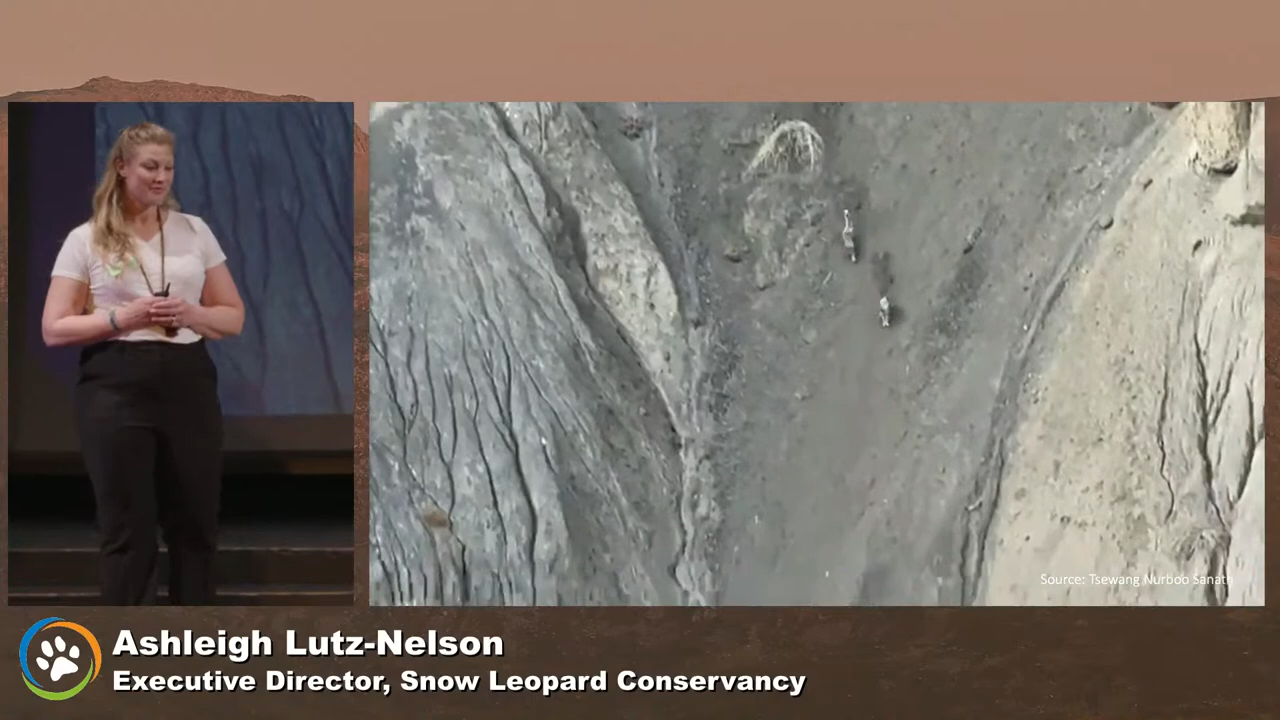 Source: Tsewang Nurboo Sanath
Ashleigh Lutz-Nelson
Executive Director, Snow Leopard Conservancy